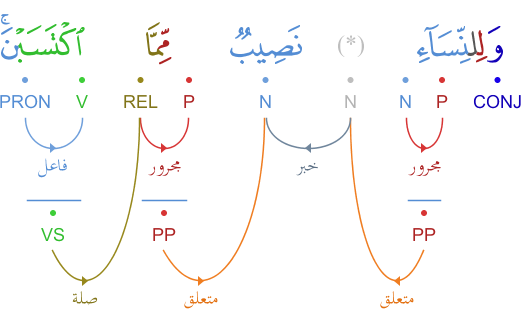 وَلِلنِّسَآءِ (*) نَصِيبٌ مِّمَّا ٱكْتَسَبْنَ ۚ
CONJ P N N N P REL V PRON
مجرور خبر مجرور فاعل
PP PP VS
متعلق متعلق صلة